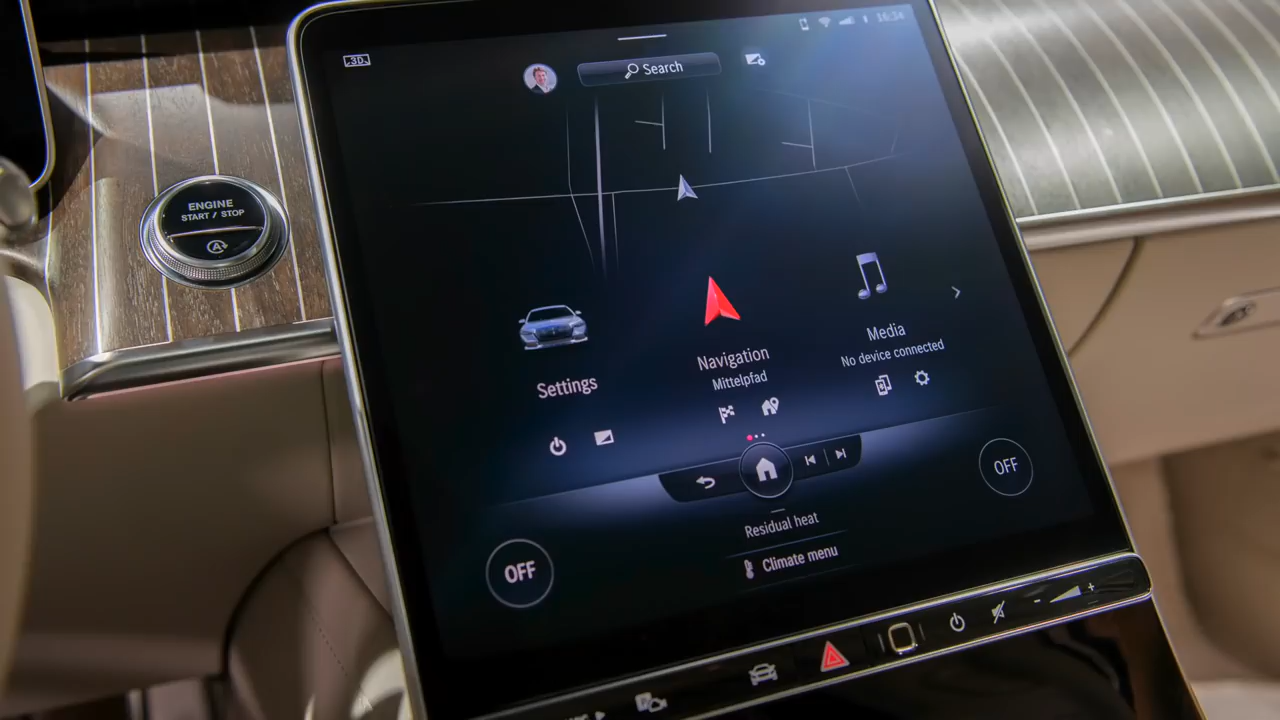 3D
16:34
Search
ENGINE
START / STOP
A
Settings
Navigation
Mittelpfad
Media
No device connected
OFF
Residual heat
Climate menu
OFF
- +